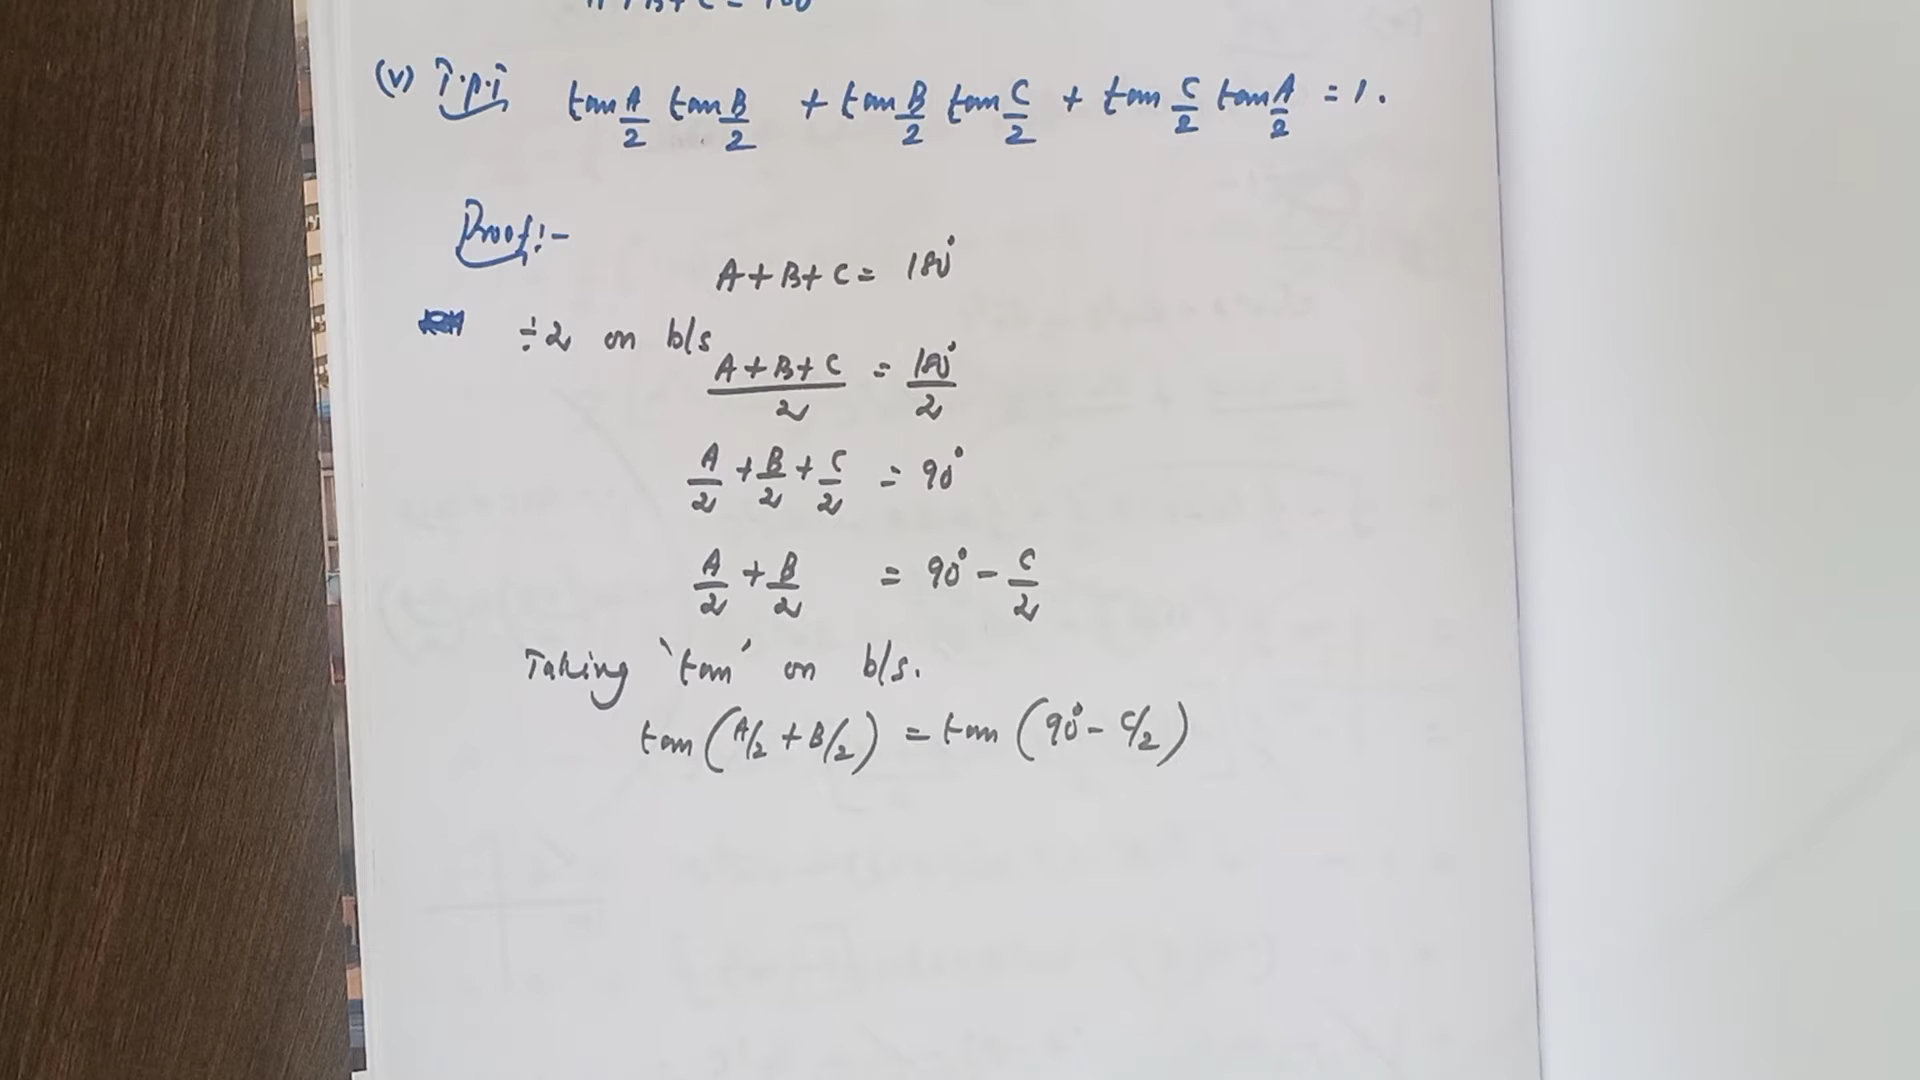 A+B+C = 180
(v) T.P.T tan A/2 tan B/2 + tan B/2 tan C/2 + tan C/2 tan A/2 = 1.
Proof:-
A+B+C = 180°
÷2 on b/s
A+B+C/2 = 180°/2
A/2 + B/2 + C/2 = 90°
A/2 + B/2 = 90° - C/2
Taking 'tan' on b/s.
tan (A/2 + B/2) = tan (90° - C/2)